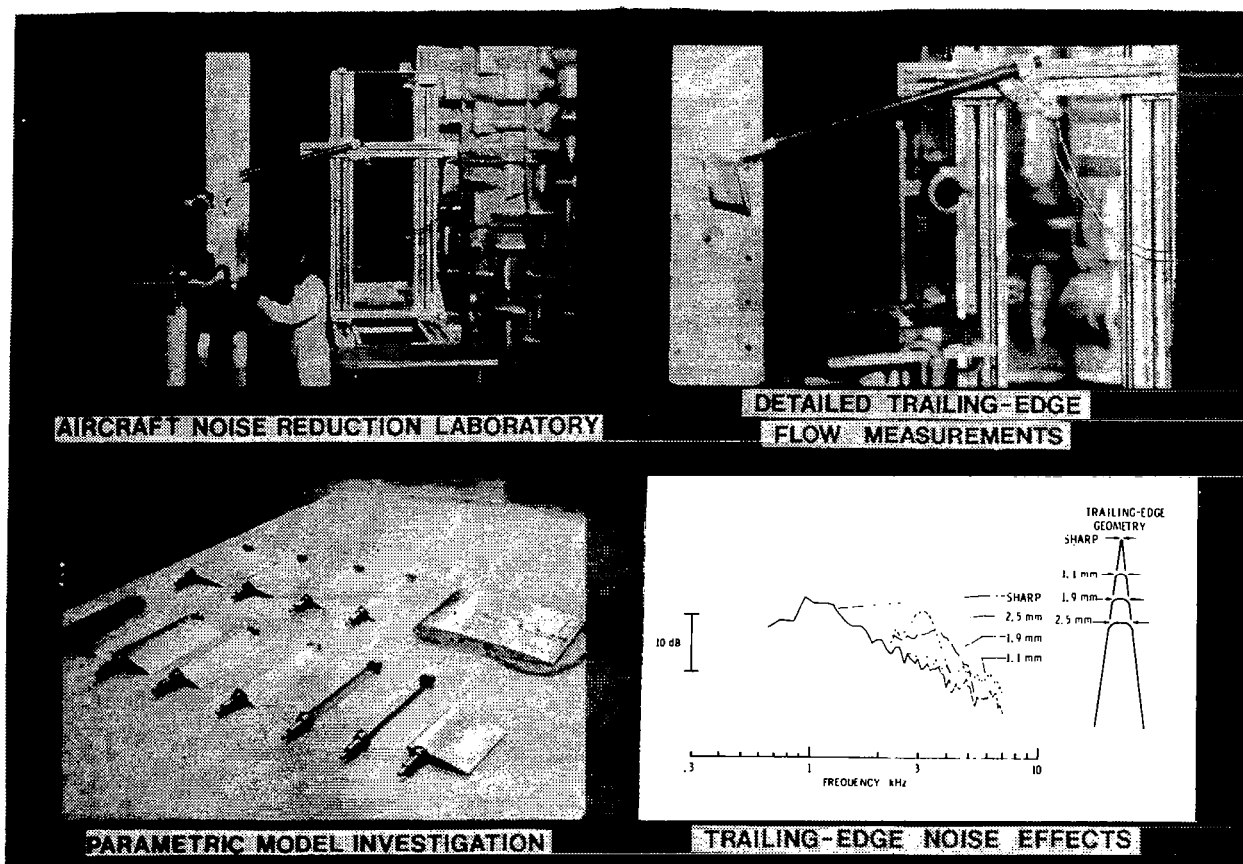 AIRCRAFT NOISE REDUCTION LABORATORY
DETAILED TRAILING-EDGE
FLOW MEASUREMENTS
PARAMETRIC MODEL INVESTIGATION
TRAILING-EDGE
GEOMETRY
SHARP
1.1 mm
1.9 mm
2.5 mm
10 dB
SHARP
2.5 mm
1.9 mm
1.1 mm
.3
1
3
10
FREQUENCY kHz
TRAILING-EDGE NOISE EFFECTS